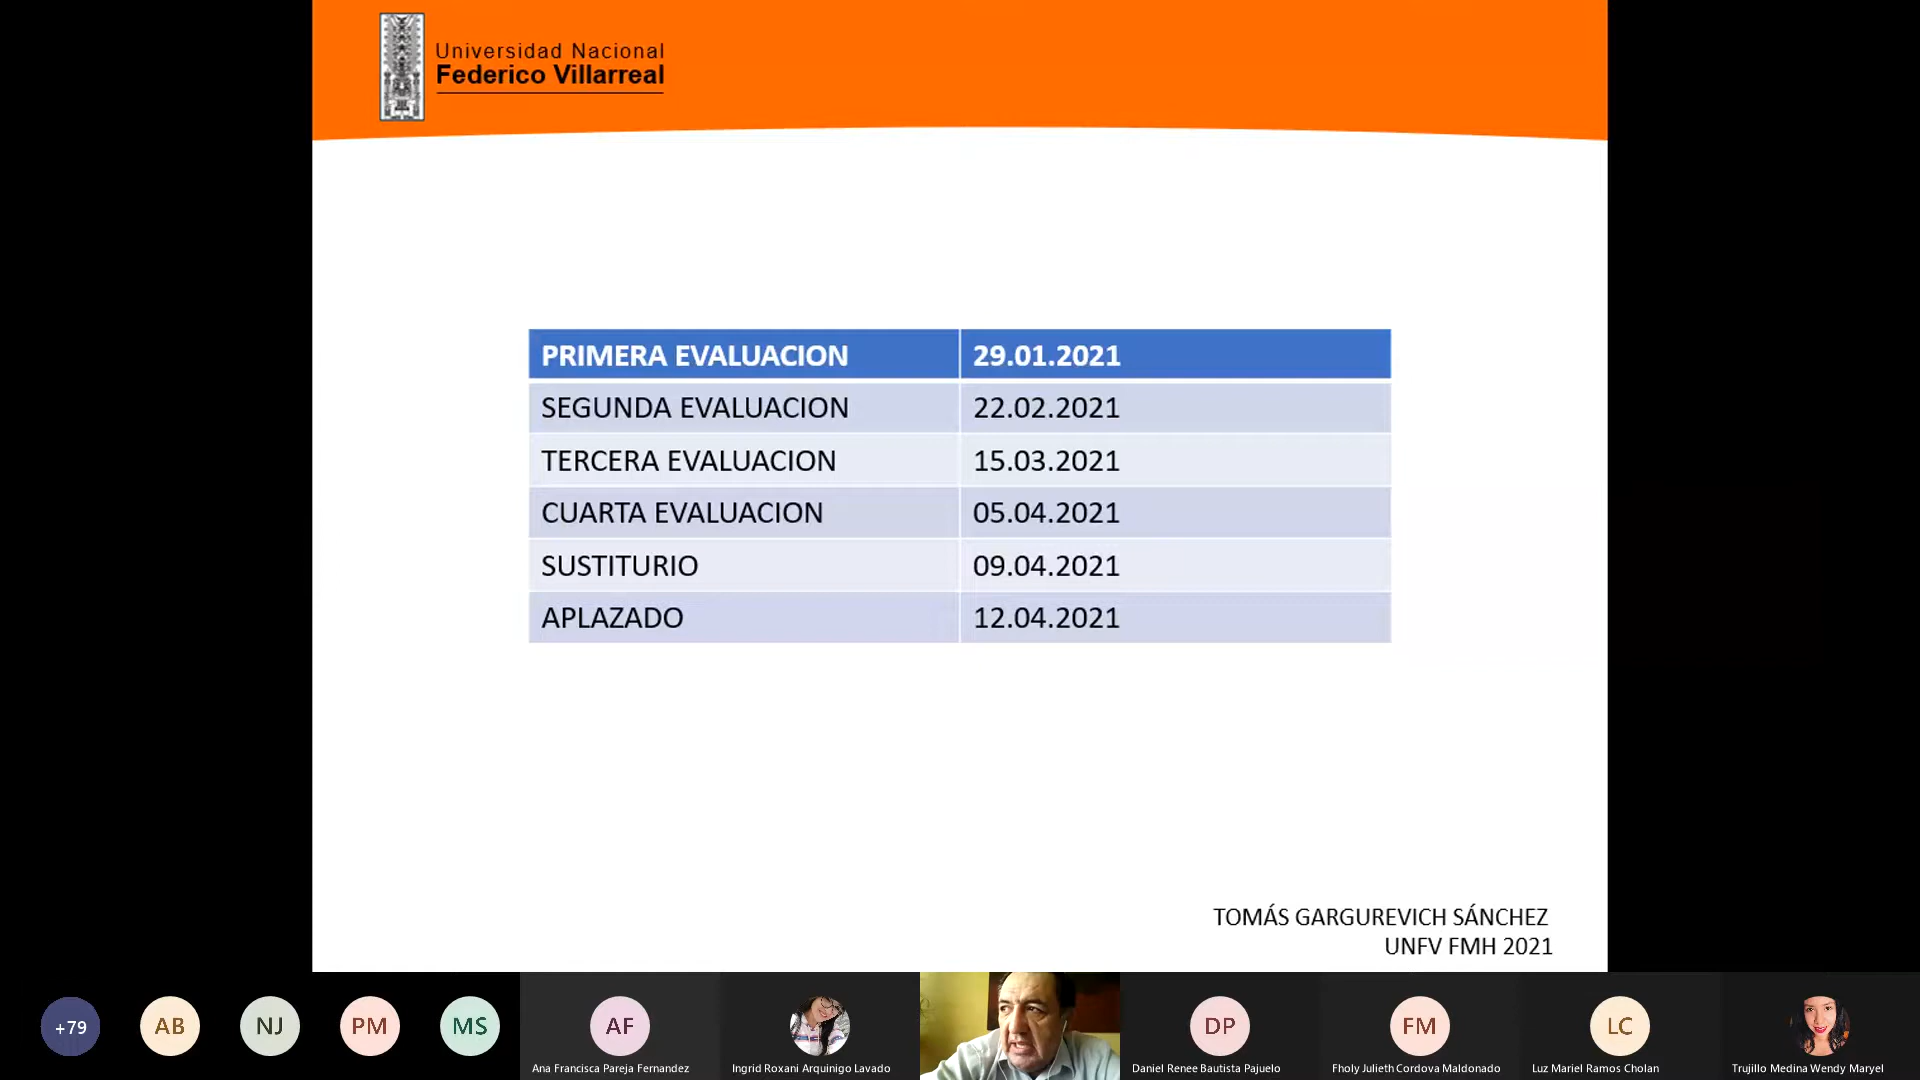 Universidad Nacional
Federico Villarreal
PRIMERA EVALUACION 29.01.2021
SEGUNDA EVALUACION 22.02.2021
TERCERA EVALUACION 15.03.2021
CUARTA EVALUACION 05.04.2021
SUSTITURIO 09.04.2021
APLAZADO 12.04.2021
TOMÁS GARGUREVICH SÁNCHEZ
UNFV FMH 2021
+79 AB NJ PM MS AF DP FM LC
Ana Francisca Pareja Fernandez Ingrid Roxani Arquinigo Lavado Daniel Renee Bautista Pajuelo Fholy Julieth Cordova Maldonado Luz Mariel Ramos Cholan Trujillo Medina Wendy Maryel